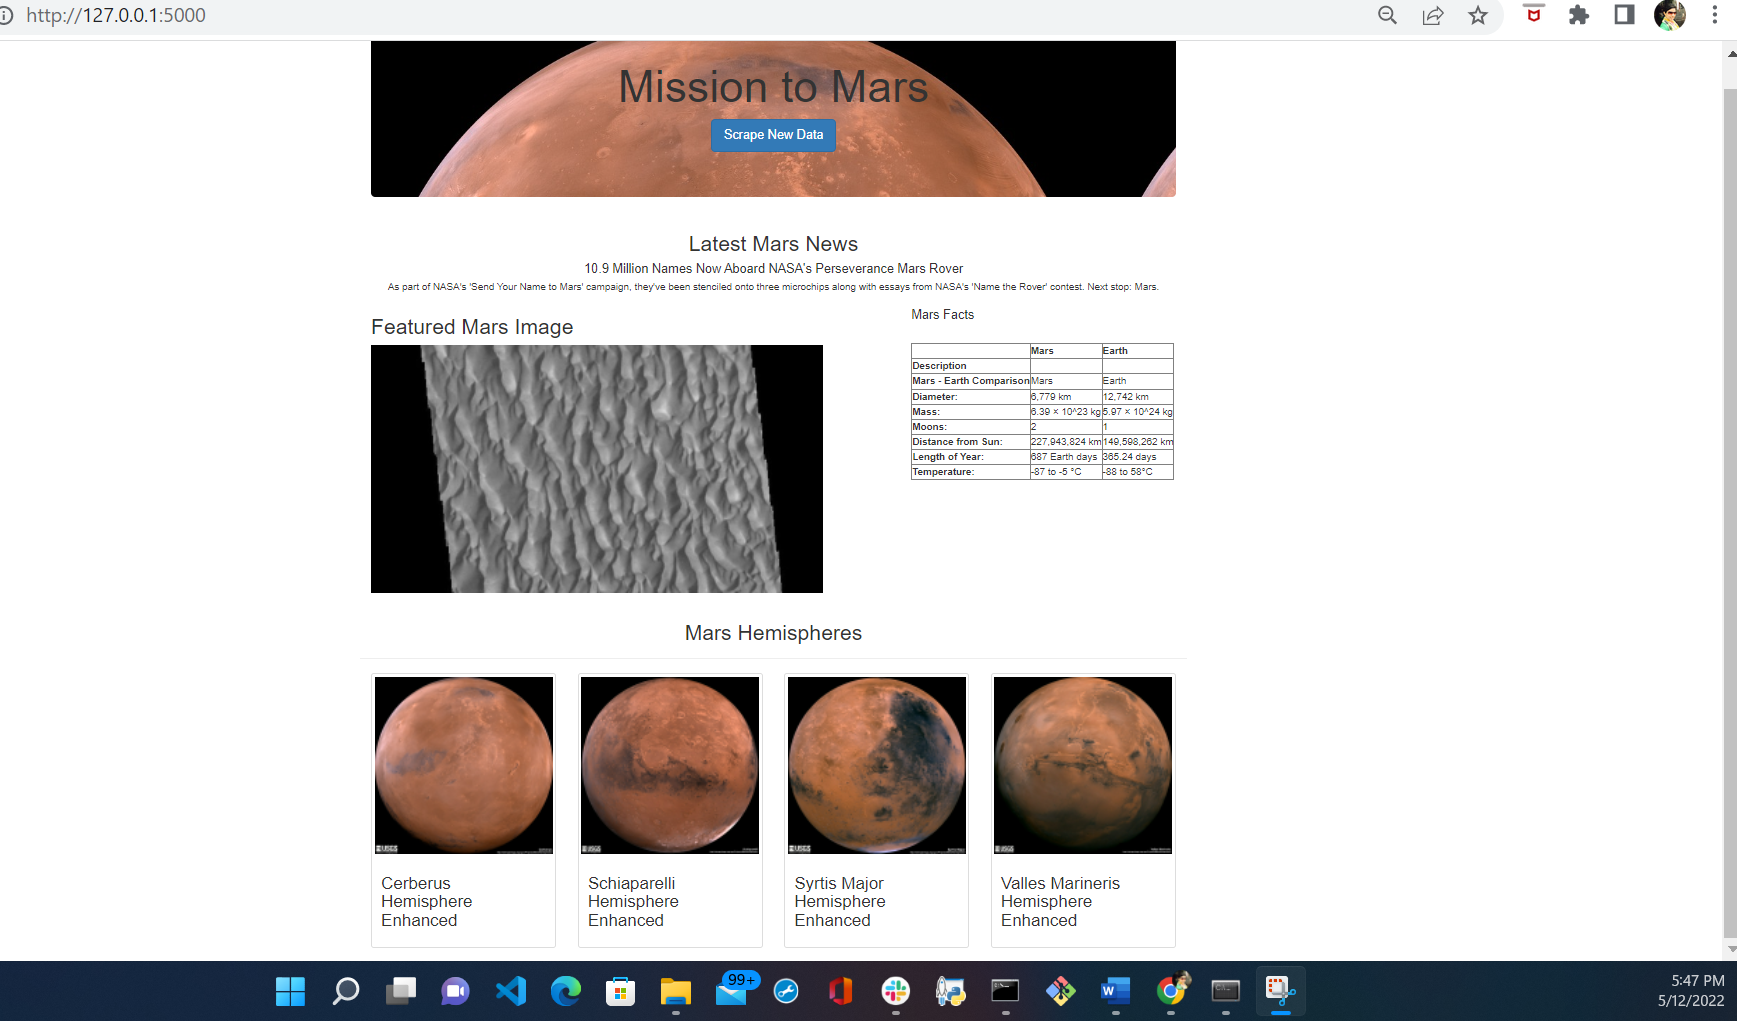 http://127.0.0.1:5000
Mission to Mars
Scrape New Data
Latest Mars News
10.9 Million Names Now Aboard NASA's Perseverance Mars Rover
As part of NASA's 'Send Your Name to Mars' campaign, they've been stenciled onto three microchips along with essays from NASA's 'Name the Rover' contest. Next stop: Mars.
Featured Mars Image
Mars Facts
Mars Earth
Description
Mars - Earth Comparison Mars Earth
Diameter: 6,779 km 12,742 km
Mass: 6.39 × 10^23 kg 5.97 × 10^24 kg
Moons: 2 1
Distance from Sun: 227,943,824 km 149,598,262 km
Length of Year: 687 Earth days 365.24 days
Temperature: -87 to -5 °C -88 to 58°C
Mars Hemispheres
USGS
USGS
USGS
USGS
Cerberus
Hemisphere
Enhanced
Schiaparelli
Hemisphere
Enhanced
Syrtis Major
Hemisphere
Enhanced
Valles Marineris
Hemisphere
Enhanced
99+
5:47 PM
5/12/2022